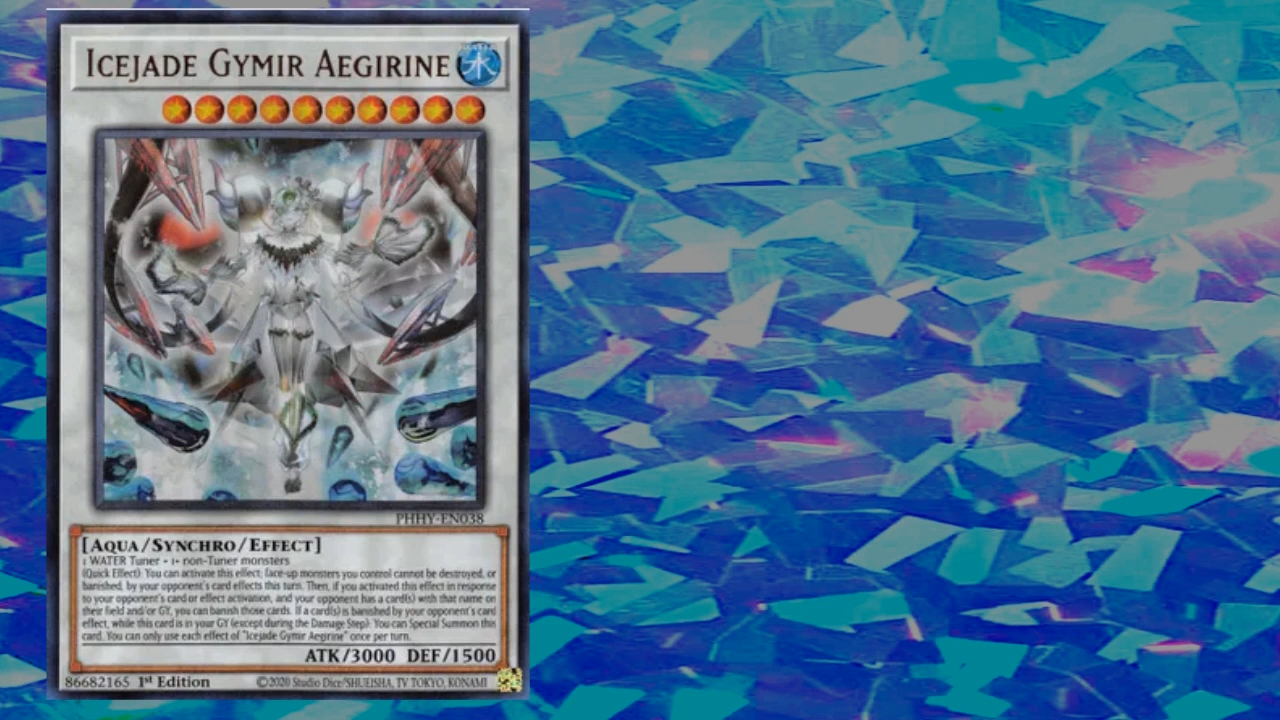 ICEJADE GYMIR AEGIRINE
水
PHHY-EN038
[AQUA/SYNCHRO/EFFECT]
1 WATER Tuner + 1+ non-Tuner monsters
(Quick Effect): You can activate this effect; face-up monsters you control cannot be destroyed, or
banished, by your opponent's card effects this turn. Then, if you activated this effect in response
to your opponent's card or effect activation, and your opponent has a card(s) with that name on
their field and/or GY, you can banish those cards. If a card(s) is banished by your opponent's card
effect, while this card is in your GY (except during the Damage Step): You can Special Summon this
card. You can only use each effect of "Icejade Gymir Aegirine" once per turn.
ATK/3000 DEF/1500
86682165 1st Edition ©2020 Studio Dice/SHUEISHA, TV TOKYO, KONAMI